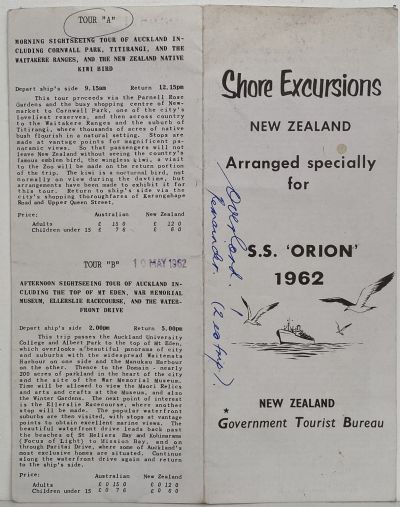 TOUR "A"
MORNING SIGHTSEEING TOUR OF AUCKLAND IN-
CLUDING CORNWALL PARK, TITIRANGI, AND THE
WAITAKERE RANGES, AND THE NEW ZEALAND NATIVE
KIWI BIRD
Depart ship's side 9.15am Return 12.15pm
This tour proceeds via the Parnell Rose
Gardens and the busy shopping centre of New-
market to Cornwall Park, one of the city's
loveliest reserves, and then across country
to the Waitakere Ranges and the suburb of
Titirangi, where thousands of acres of native
bush flourish in a natural setting. Stops are
made at vantage points for magnificent pa-
noramic views. So that passengers will not
leave New Zealand without seeing the nation's
famous emblem bird, the wingless kiwi, a visit
to the Zoo will be made on the return portion
of the trip. The kiwi is a nocturnal bird, not
normally on view during the daytime, but
arrangements have been made to exhibit it for
this tour. Return to ship's side via the
city's shopping thoroughfares of Karangahape
Road and Upper Queen Street.
Price: Australian New Zealand
Adults £ 15 0 £ 12 0
Children under 15 £ 7 6 £ 6 0
TOUR "B" 10 MAY 1962
AFTERNOON SIGHTSEEING TOUR OF AUCKLAND IN-
CLUDING THE TOP OF MT EDEN, WAR MEMORIAL
MUSEUM, ELLERSLIE RACECOURSE, AND THE WATER-
FRONT DRIVE
Depart ship's side 2.00pm Return 5.00pm
This trip passes the Auckland University
College and Albert Park to the top of Mt Eden,
which overlooks a beautiful panorama of city
and suburbs with the widespread Waitemata
Harbour on one side and the Manukau Harbour
on the other. Thence to the Domain - nearly
200 acres of parkland in the heart of the city
and the site of the War Memorial Museum.
Time will be allowed to view the Maori Relics
and arts and crafts at the Museum, and also
the Winter Gardens. The next point of interest
is the Ellerslie Racecourse, where another
stop will be made. The popular waterfront
suburbs are then visited, with stops at vantage
points to obtain excellent marine views. The
beautiful waterfront drive leads back past
the beaches of St Heliers Bay and Kohimarama
(Focus of Light) to Mission Bay, and on
through Paritai Drive, where some of Auckland's
most exclusive homes are situated. Continue
along the waterfront drive again and return
to the ship's side.
Price: Australian New Zealand
Adults £ 0 15 0 £ 0 12 0
Children under 15 £ 0 7 6 £ 0 6 0
Shore Excursions
NEW ZEALAND
Arranged specially
for
S.S. 'ORION'
1962
Overland
(2 camp).
NEW ZEALAND
Government Tourist Bureau